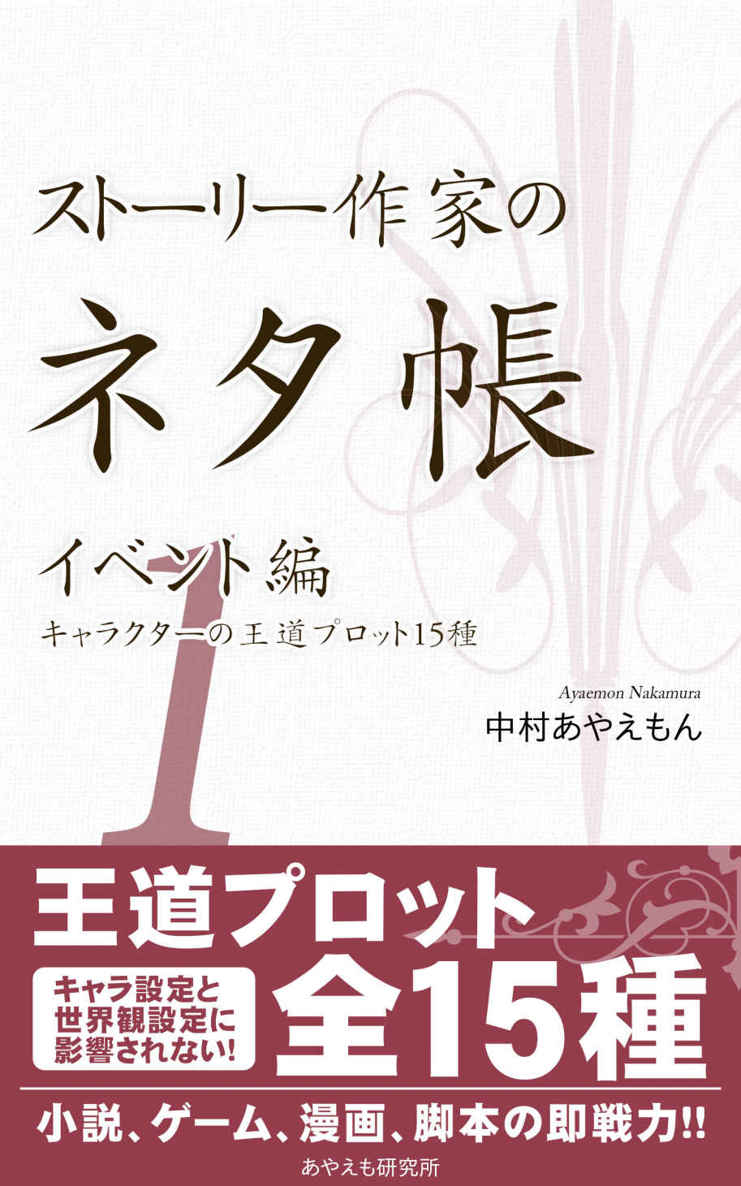 ストーリー作家の
ネタ帳
イベント編
1
キャラクターの王道プロット15種
Ayaemon Nakamura
中村あやえもん
王道プロット
キャラ設定と
世界観設定に
影響されない!
全15種
小説、ゲーム、漫画、脚本の即戦力!!
あやえも研究所